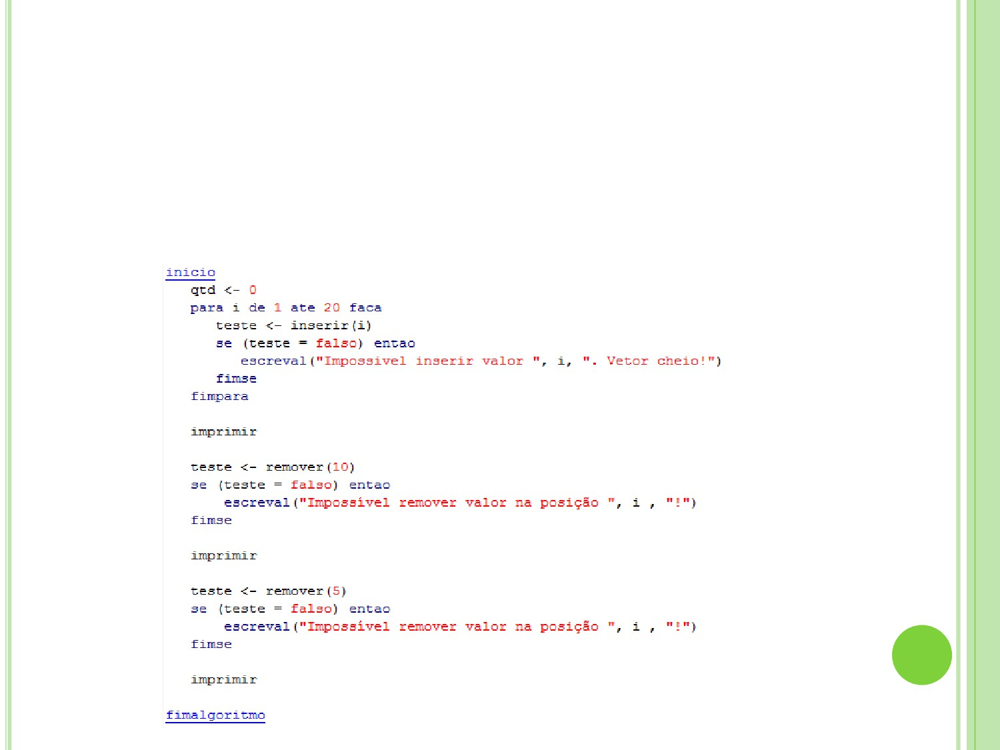 inicio
qtd <- 0
para i de 1 ate 20 faca
teste <- inserir(i)
se (teste = falso) entao
escreval("Impossivel inserir valor ", i, ". Vetor cheio!")
fimse
fimpara
imprimir
teste <- remover(10)
se (teste = falso) entao
escreval("Impossível remover valor na posição ", i , "!")
fimse
imprimir
teste <- remover(5)
se (teste = falso) entao
escreval("Impossível remover valor na posição ", i , "!")
fimse
imprimir
fimalgoritmo